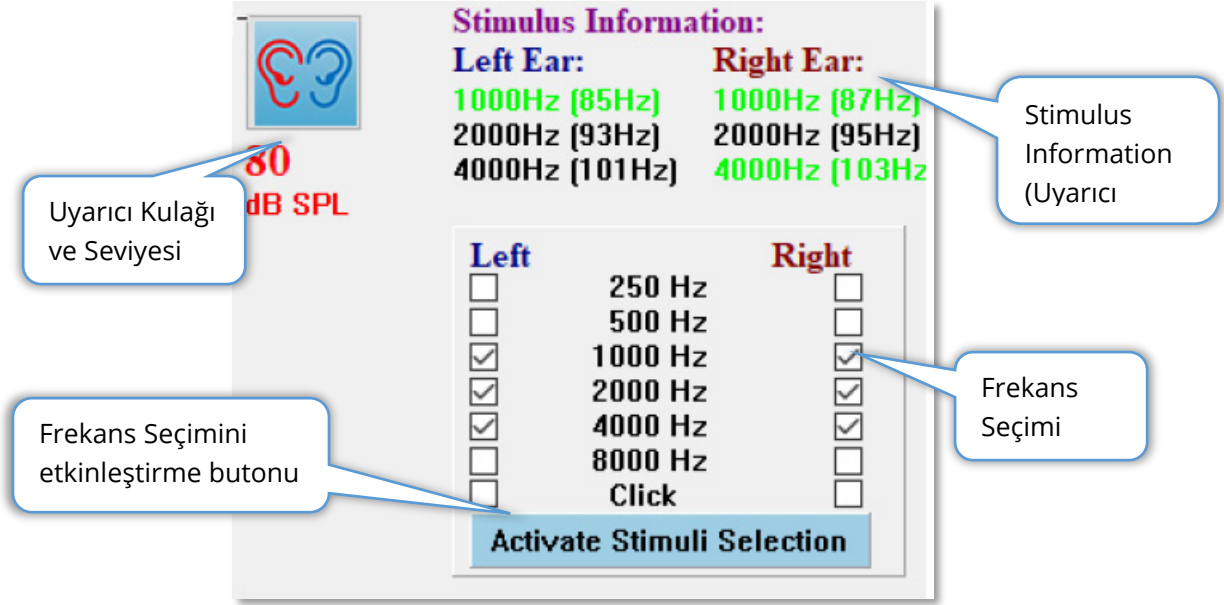 Stimulus Information:
Left Ear: Right Ear:
1000Hz (85Hz) 1000Hz (87Hz)
2000Hz (93Hz) 2000Hz (95Hz)
4000Hz (101Hz) 4000Hz (103Hz
80
dB SPL
Uyarıcı Kulağı
ve Seviyesi
Stimulus
Information
(Uyarıcı
Left Right
250 Hz
500 Hz
1000 Hz
2000 Hz
4000 Hz
8000 Hz
Click
Activate Stimuli Selection
Frekans Seçimini
etkinleştirme butonu
Frekans
Seçimi